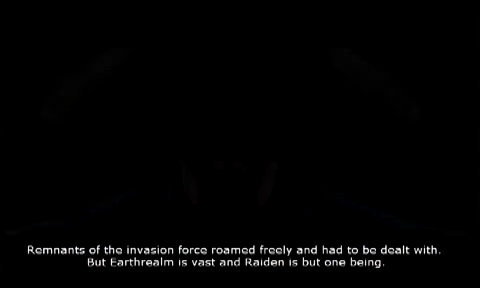 Remnants of the invasion force roamed freely and had to be dealt with.
But Earthrealm is vast and Raiden is but one being.